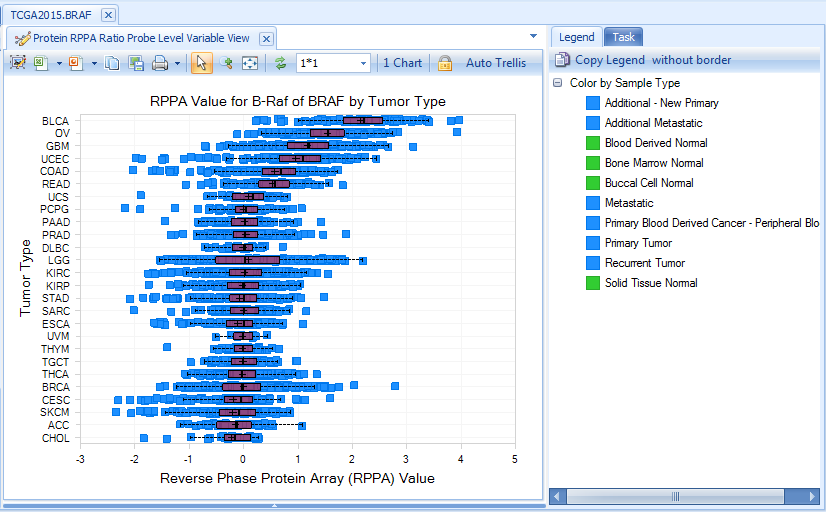 TCGA2015.BRAF
Protein RPPA Ratio Probe Level Variable View
1*1
1 Chart
Auto Trellis
RPPA Value for B-Raf of BRAF by Tumor Type
Tumor Type
BLCA
OV
GBM
UCEC
COAD
READ
UCS
PCPG
PAAD
PRAD
DLBC
LGG
KIRC
KIRP
STAD
SARC
ESCA
UVM
THYM
TGCT
THCA
BRCA
CESC
SKCM
ACC
CHOL
-3 -2 -1 0 1 2 3 4 5
Reverse Phase Protein Array (RPPA) Value
Legend Task
Copy Legend without border
Color by Sample Type
Additional - New Primary
Additional Metastatic
Blood Derived Normal
Bone Marrow Normal
Buccal Cell Normal
Metastatic
Primary Blood Derived Cancer - Peripheral Blo
Primary Tumor
Recurrent Tumor
Solid Tissue Normal